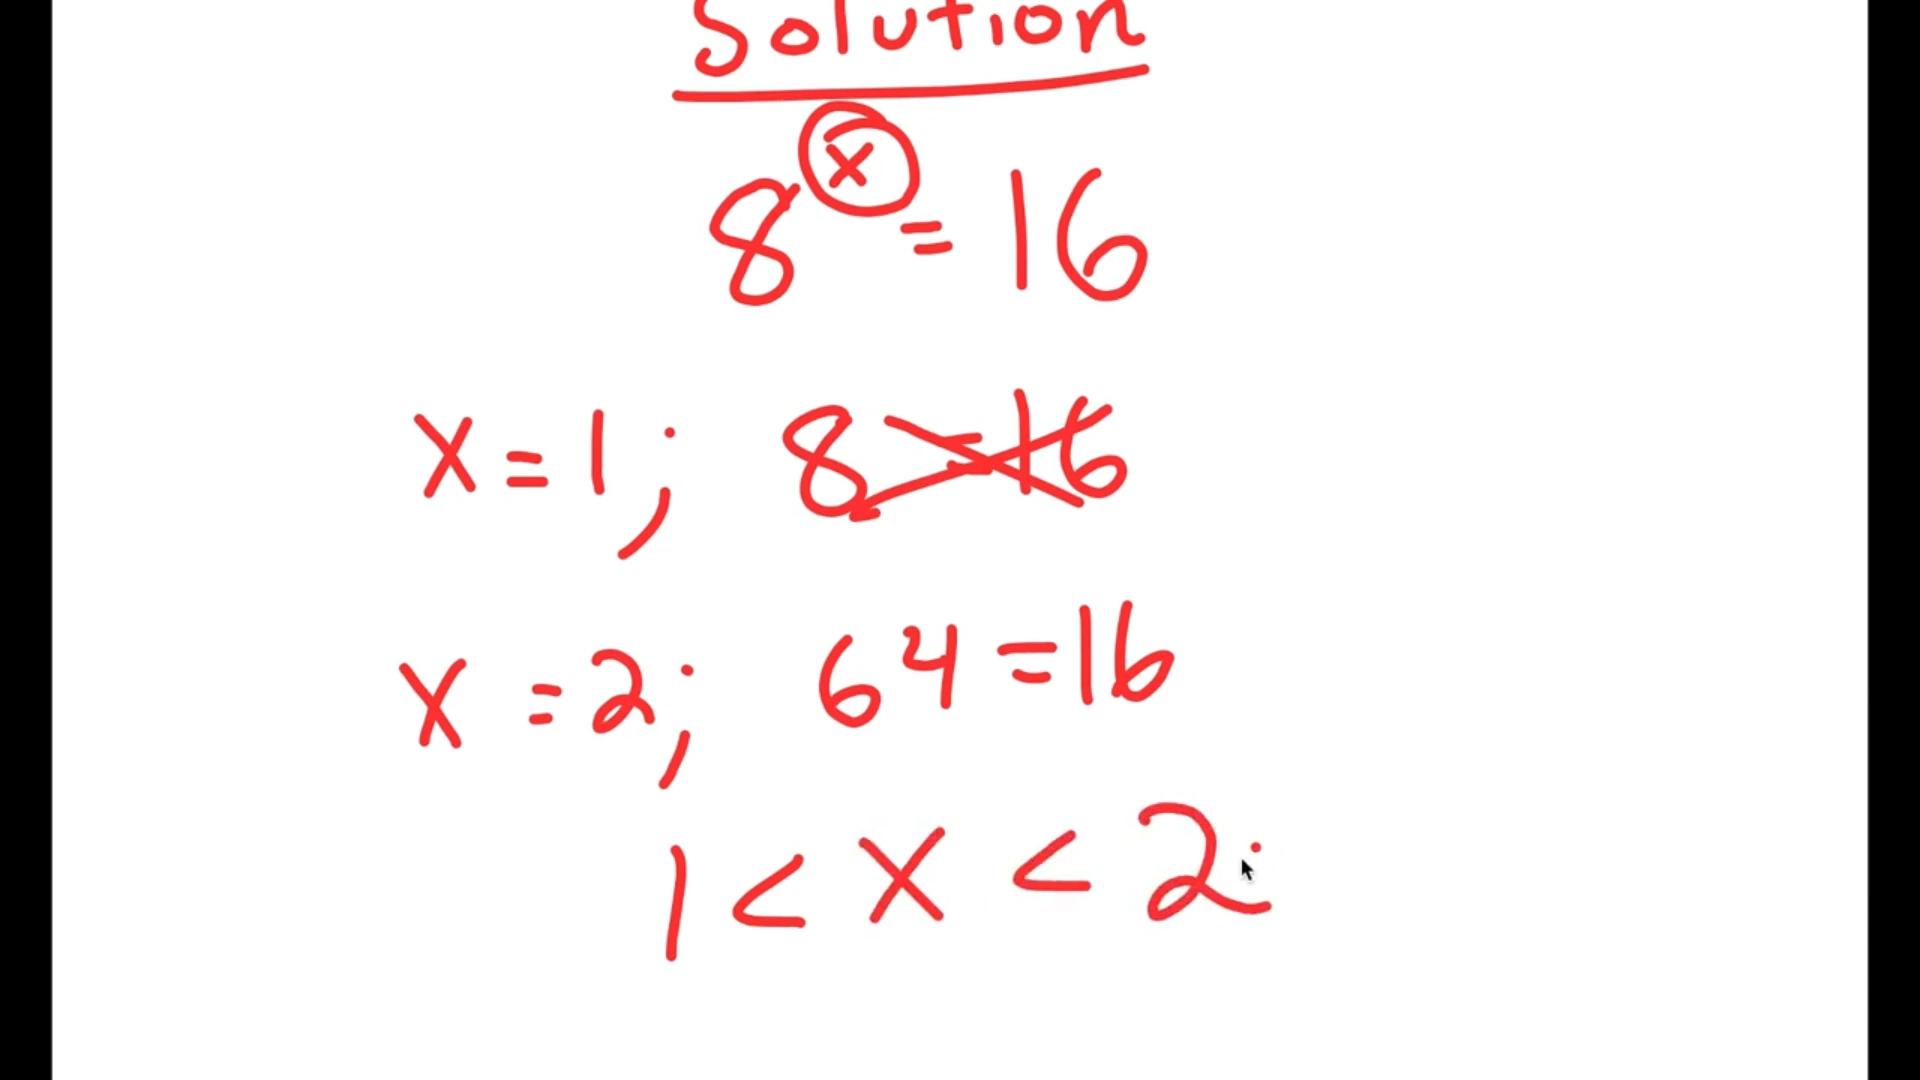 Solution
8^x = 16
x = 1; 8 = 16
x = 2; 64 = 16
1 < x < 2